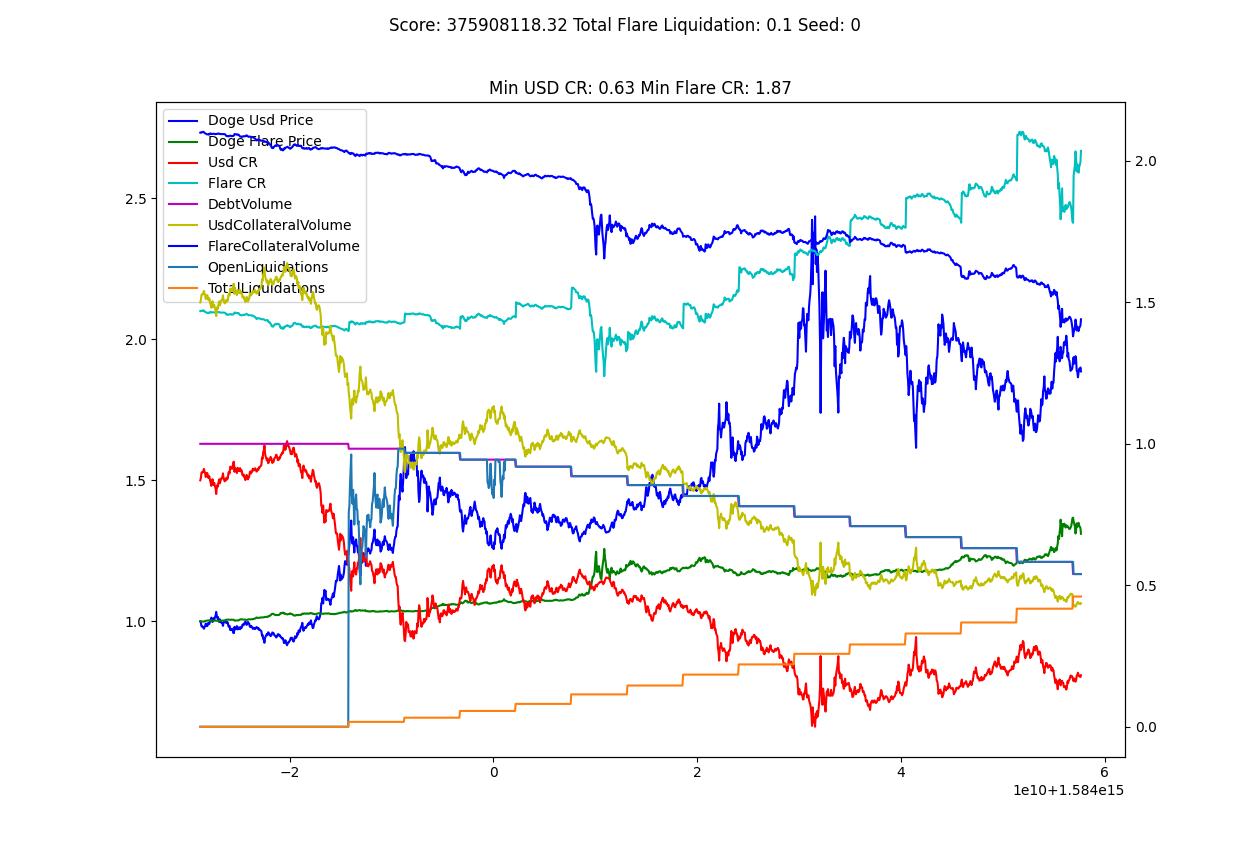 Score: 375908118.32 Total Flare Liquidation: 0.1 Seed: 0
Min USD CR: 0.63 Min Flare CR: 1.87
Doge Usd Price
Doge Flare Price
Usd CR
Flare CR
DebtVolume
UsdCollateralVolume
FlareCollateralVolume
OpenLiquidations
TotalLiquidations
2.5
2.0
1.5
1.0
2.0
1.5
1.0
0.5
0.0
−2
0
2
4
6
1e10+1.584e15